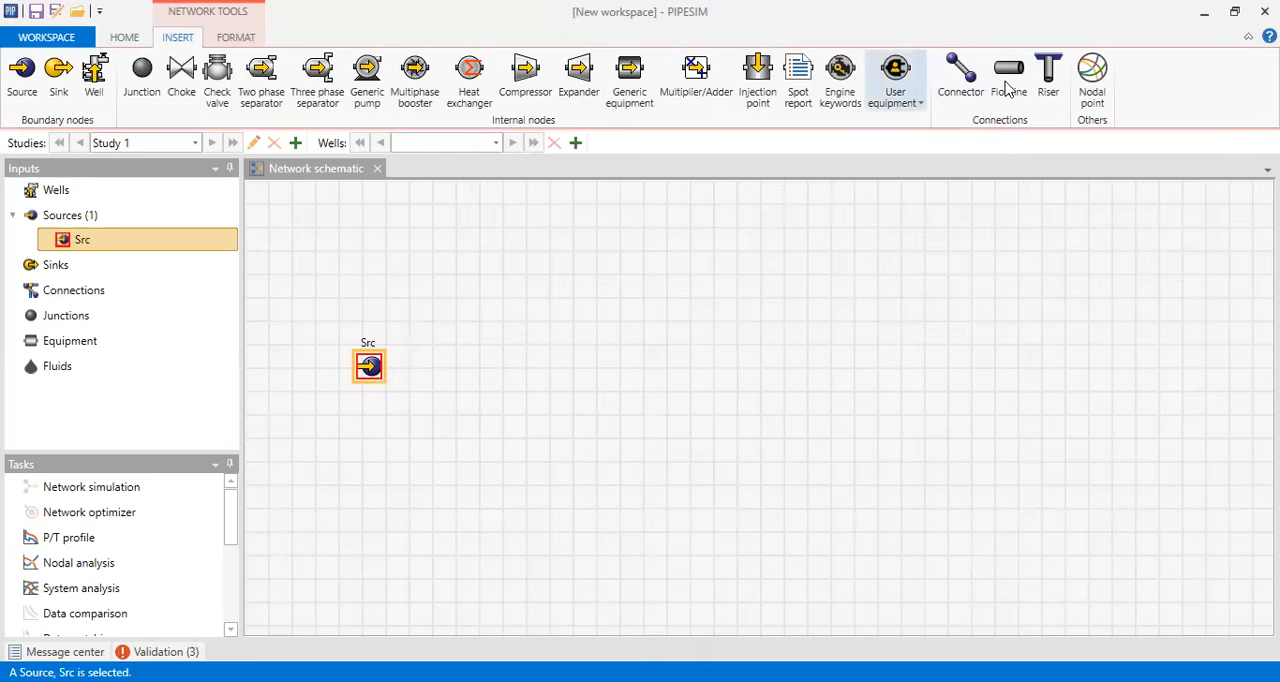 PIP
NETWORK TOOLS
[New workspace] - PIPESIM
WORKSPACE HOME INSERT FORMAT
Source Sink Well Junction Choke Check valve Two phase separator Three phase separator Generic pump Multiphase booster Heat exchanger Compressor Expander Generic equipment Multiplier/Adder Injection point Spot report Engine keywords User equipment Connector Flowline Riser Nodal point
Boundary nodes Internal nodes Connections Others
Studies: Study 1 Wells:
Inputs
Network schematic
Wells
Sources (1)
Src
Sinks
Connections
Junctions
Equipment
Fluids
Src
Tasks
Network simulation
Network optimizer
P/T profile
Nodal analysis
System analysis
Data comparison
Message center Validation (3)
A Source, Src is selected.